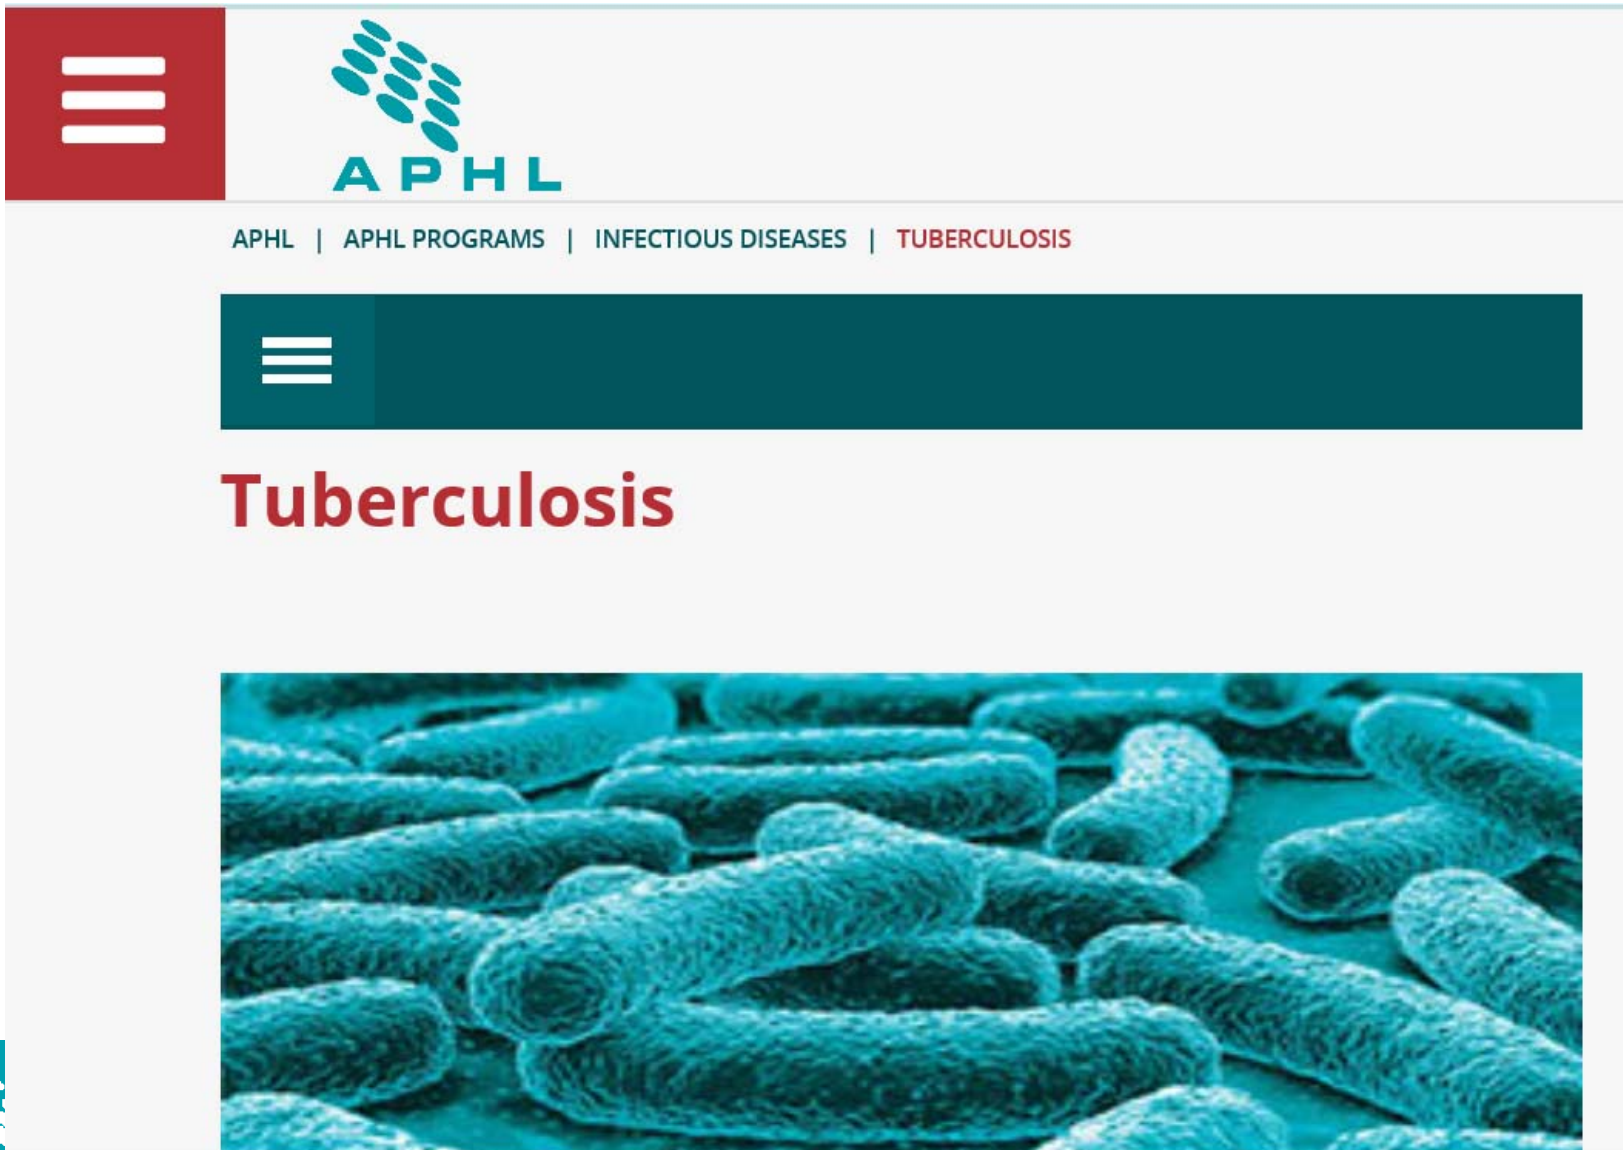 APHL
APHL | APHL PROGRAMS | INFECTIOUS DISEASES | TUBERCULOSIS
Tuberculosis